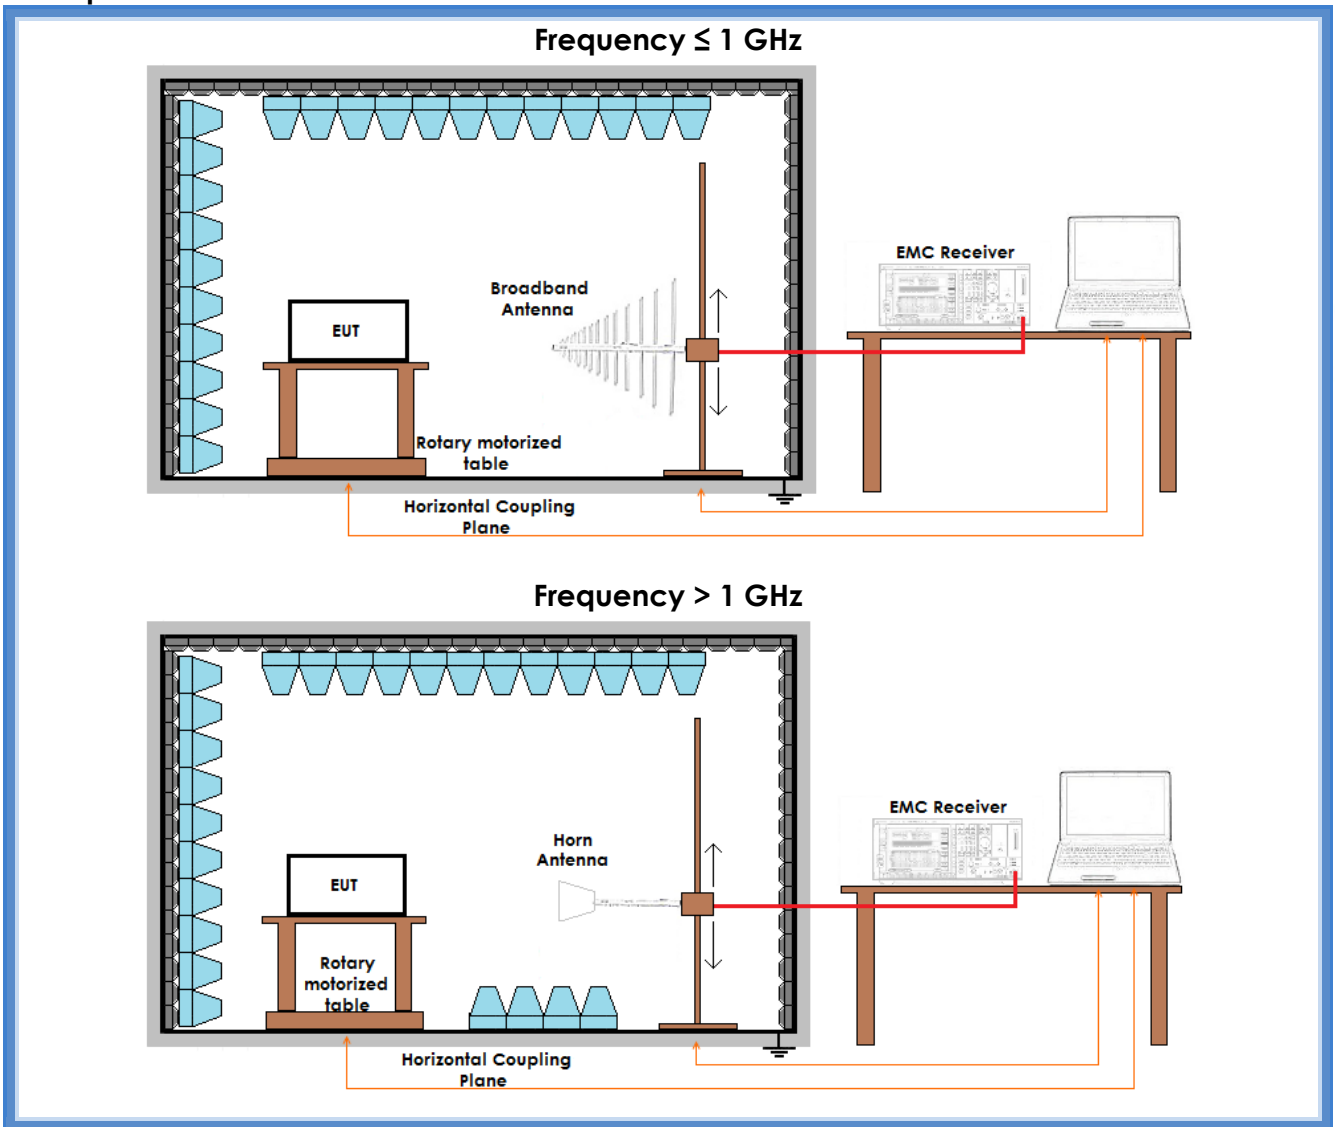 Frequency ≤ 1 GHz
EMC Receiver
Broadband
Antenna
EUT
Rotary motorized
table
Horizontal Coupling
Plane
Frequency > 1 GHz
EMC Receiver
Horn
Antenna
EUT
Rotary
motorized
table
Horizontal Coupling
Plane